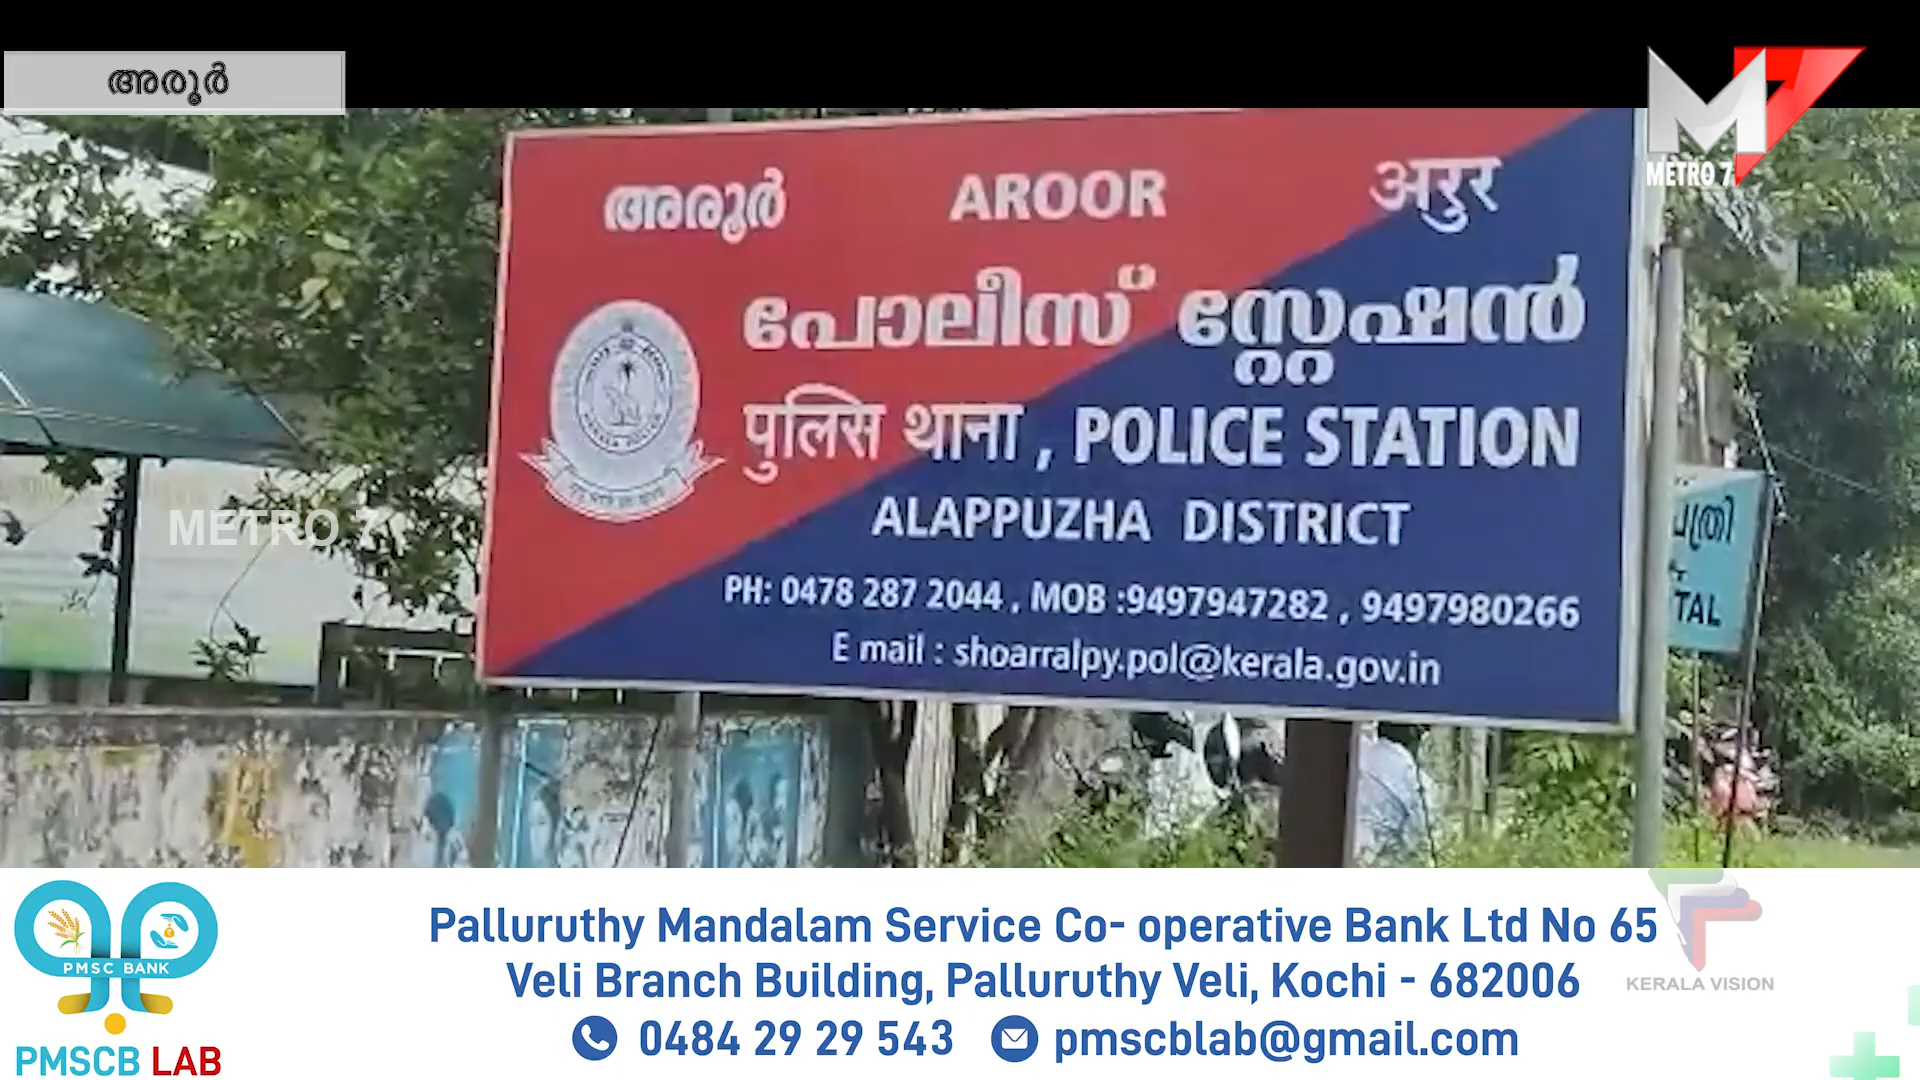 അരൂർ
METRO 7
അരൂർ AROOR अरुर
പോലീസ് സ്റ്റേഷൻ
पुलिस थाना , POLICE STATION
ALAPPUZHA DISTRICT
PH: 0478 287 2044 , MOB :9497947282 , 9497980266
E mail : shoarralpy.pol@kerala.gov.in
METRO 7
TAL
PMSC BANK
PMSCB LAB
Palluruthy Mandalam Service Co- operative Bank Ltd No 65
Veli Branch Building, Palluruthy Veli, Kochi - 682006
0484 29 29 543 pmscblab@gmail.com
KERALA VISION